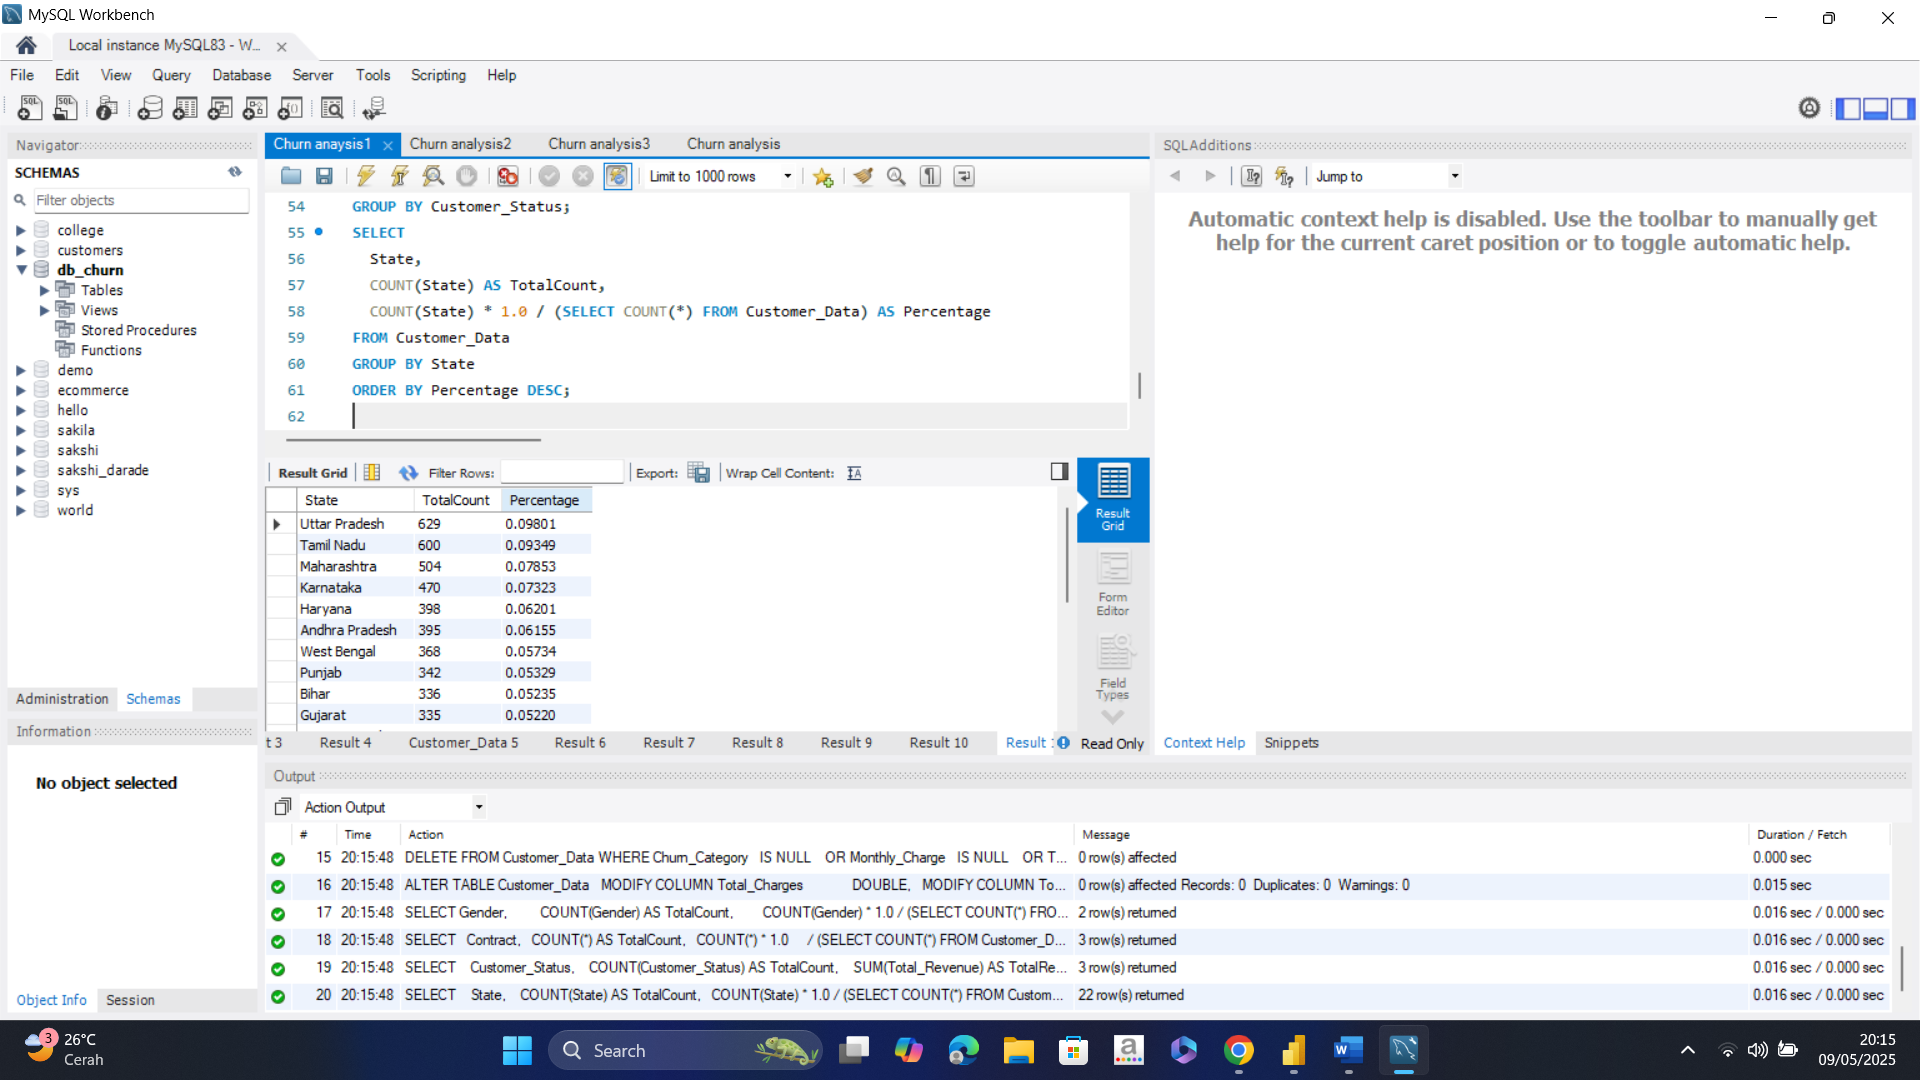 MySQL Workbench
Local instance MySQL83 - W...
File Edit View Query Database Server Tools Scripting Help
Navigator
SCHEMAS
Filter objects
college
customers
db_churn
Tables
Views
Stored Procedures
Functions
demo
ecommerce
hello
sakila
sakshi
sakshi_darade
sys
world
Administration Schemas
Information
No object selected
Object Info Session
Churn anaysis1 Churn analysis2 Churn analysis3 Churn analysis
Limit to 1000 rows
54 GROUP BY Customer_Status;
55 SELECT
56 State,
57 COUNT(State) AS TotalCount,
58 COUNT(State) * 1.0 / (SELECT COUNT(*) FROM Customer_Data) AS Percentage
59 FROM Customer_Data
60 GROUP BY State
61 ORDER BY Percentage DESC;
62
Result Grid Filter Rows: Export: Wrap Cell Content:
State TotalCount Percentage
Uttar Pradesh 629 0.09801
Tamil Nadu 600 0.09349
Maharashtra 504 0.07853
Karnataka 470 0.07323
Haryana 398 0.06201
Andhra Pradesh 395 0.06155
West Bengal 368 0.05734
Punjab 342 0.05329
Bihar 336 0.05235
Gujarat 335 0.05220
Result
Grid
Form
Editor
Field
Types
t 3 Result 4 Customer_Data 5 Result 6 Result 7 Result 8 Result 9 Result 10 Result Read Only
SQLAdditions
Jump to
Automatic context help is disabled. Use the toolbar to manually get
help for the current caret position or to toggle automatic help.
Context Help Snippets
Output
Action Output
# Time Action Message Duration / Fetch
15 20:15:48 DELETE FROM Customer_Data WHERE Churn_Category IS NULL OR Monthly_Charge IS NULL OR T... 0 row(s) affected 0.000 sec
16 20:15:48 ALTER TABLE Customer_Data MODIFY COLUMN Total_Charges DOUBLE, MODIFY COLUMN To... 0 row(s) affected Records: 0 Duplicates: 0 Warnings: 0 0.015 sec
17 20:15:48 SELECT Gender, COUNT(Gender) AS TotalCount, COUNT(Gender) * 1.0 / (SELECT COUNT(*) FRO... 2 row(s) returned 0.016 sec / 0.000 sec
18 20:15:48 SELECT Contract, COUNT(*) AS TotalCount, COUNT(*) * 1.0 / (SELECT COUNT(*) FROM Customer_D... 3 row(s) returned 0.016 sec / 0.000 sec
19 20:15:48 SELECT Customer_Status, COUNT(Customer_Status) AS TotalCount, SUM(Total_Revenue) AS TotalRe... 3 row(s) returned 0.016 sec / 0.000 sec
20 20:15:48 SELECT State, COUNT(State) AS TotalCount, COUNT(State) * 1.0 / (SELECT COUNT(*) FROM Custom... 22 row(s) returned 0.016 sec / 0.000 sec
3
26°C
Cerah
Search
20:15
09/05/2025